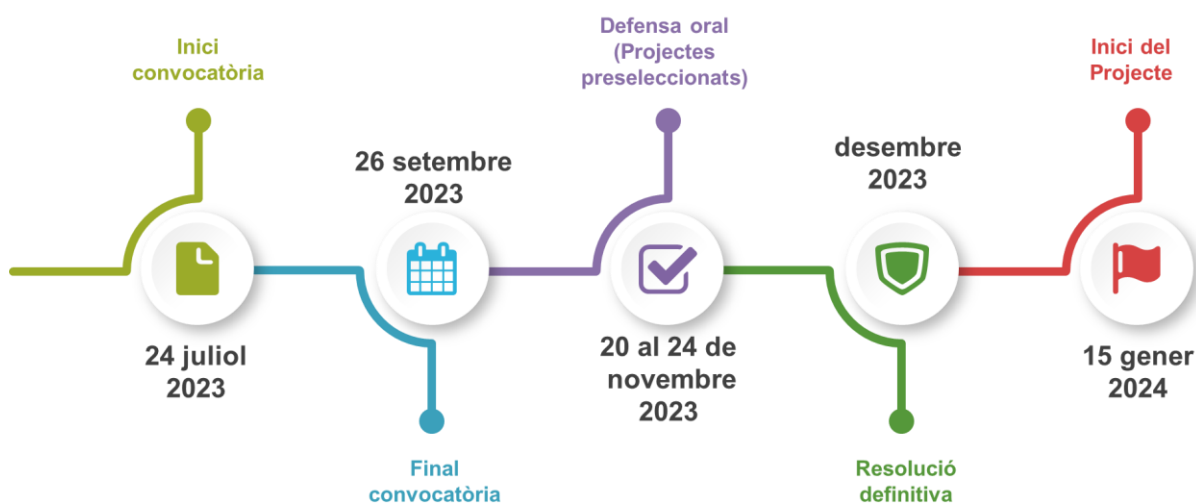 Inici
convocatòria
24 juliol
2023
26 setembre
2023
Final
convocatòria
Defensa oral
(Projectes
preseleccionats)
20 al 24 de
novembre
2023
desembre
2023
Resolució
definitiva
Inici del
Projecte
15 gener
2024